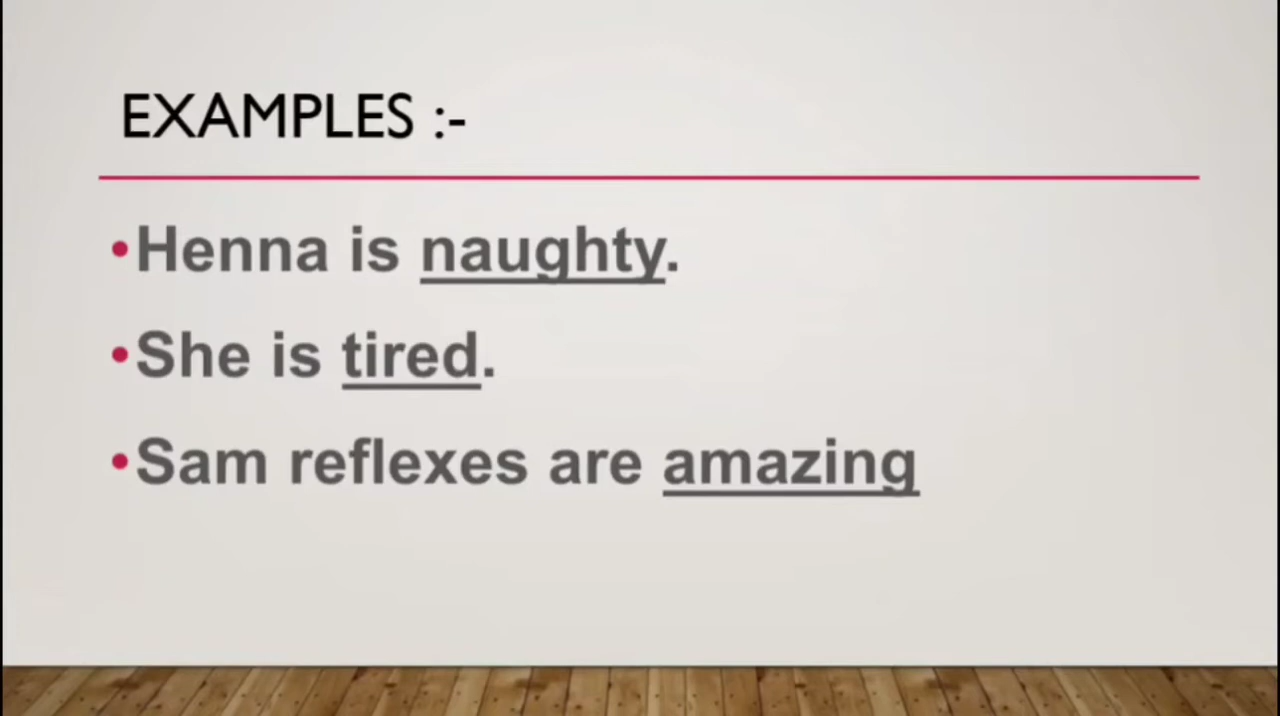 EXAMPLES :-
•Henna is naughty.
•She is tired.
•Sam reflexes are amazing